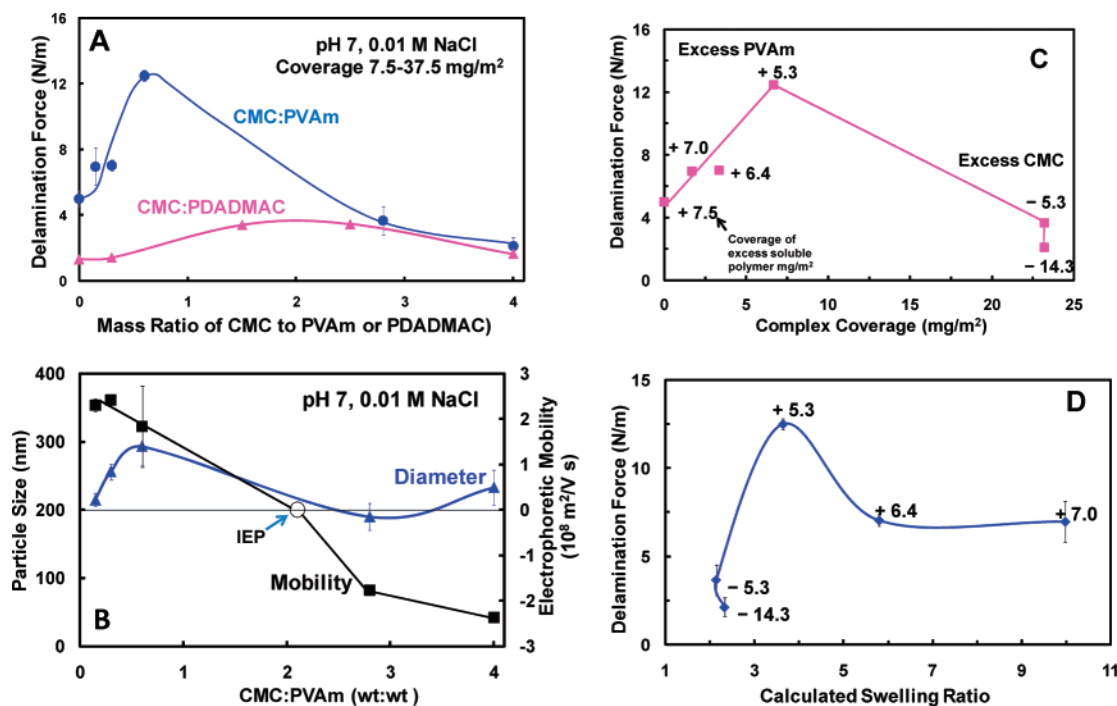 A
pH 7, 0.01 M NaCl
Coverage 7.5-37.5 mg/m²
CMC:PVAm
CMC:PDADMAC
Delamination Force (N/m)
16
12
8
4
0
0
1
2
3
4
Mass Ratio of CMC to PVAm or PDADMAC)
C
Excess PVAm
+ 5.3
+ 7.0
+ 6.4
+ 7.5
Coverage of
excess soluble
polymer mg/m²
Excess CMC
– 5.3
– 14.3
Delamination Force (N/m)
16
12
8
4
0
0
5
10
15
20
25
Complex Coverage (mg/m²)
B
pH 7, 0.01 M NaCl
Diameter
IEP
Mobility
Particle Size (nm)
400
300
200
100
0
3
2
1
0
-1
-2
-3
Electrophoretic Mobility
(10⁸ m²/V s)
0
1
2
3
4
CMC:PVAm (wt:wt )
D
+ 5.3
+ 6.4
+ 7.0
– 5.3
– 14.3
Delamination Force (N/m)
15
10
5
0
1
3
5
7
9
11
Calculated Swelling Ratio